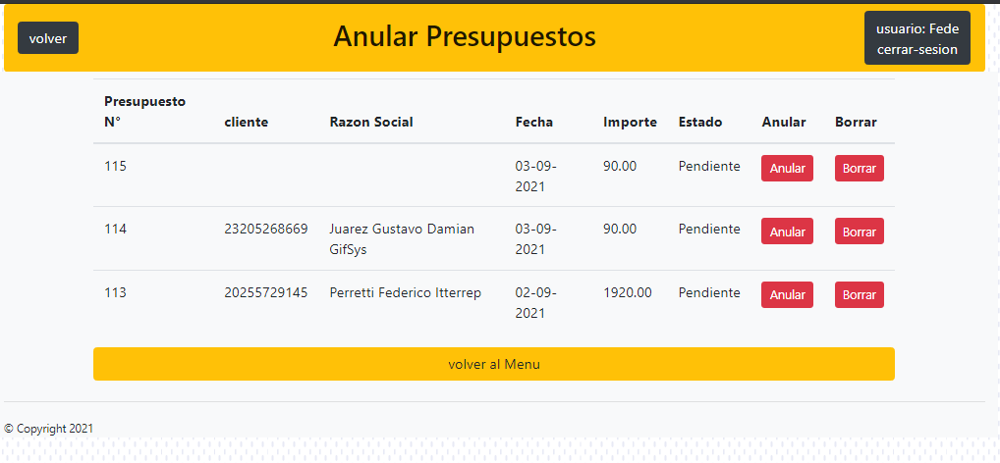 volver
Anular Presupuestos
usuario: Fede
cerrar-sesion
Presupuesto
N° cliente Razon Social Fecha Importe Estado Anular Borrar
115 03-09- 90.00 Pendiente Anular Borrar
2021
114 23205268669 Juarez Gustavo Damian 03-09- 90.00 Pendiente Anular Borrar
GifSys 2021
113 20255729145 Perretti Federico Itterrep 02-09- 1920.00 Pendiente Anular Borrar
2021
volver al Menu
© Copyright 2021